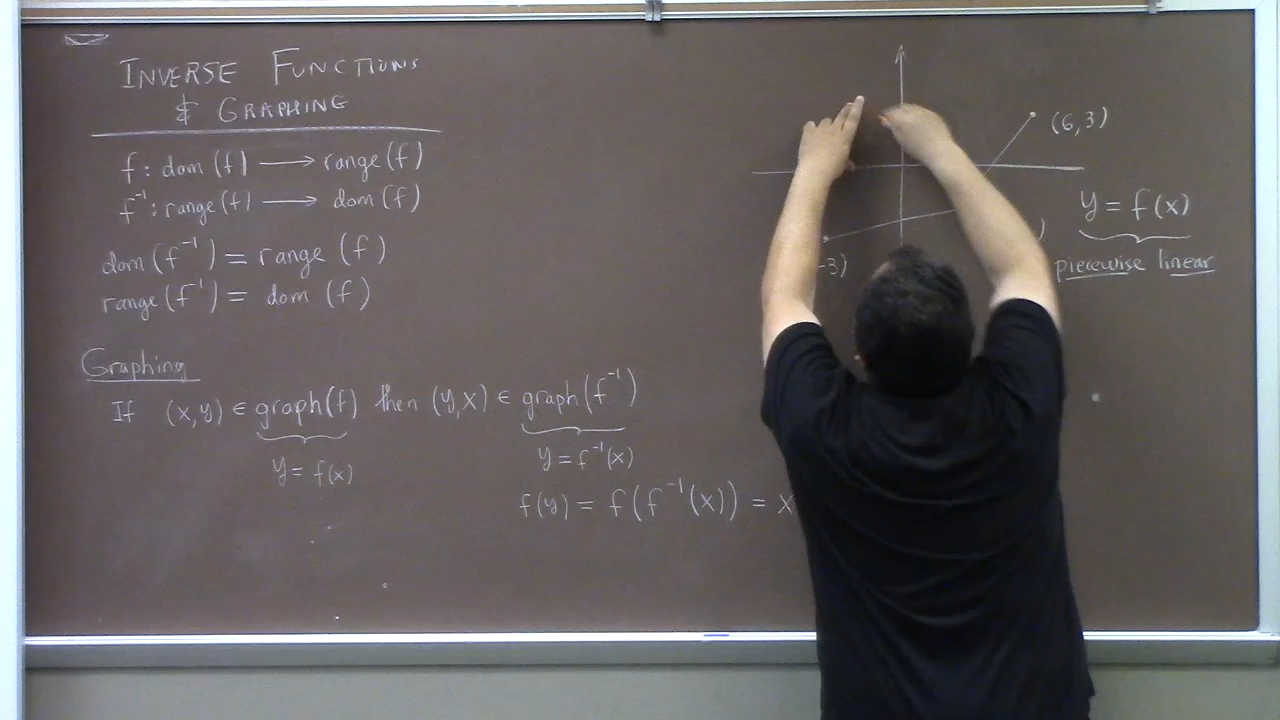 INVERSE FUNCTIONS
& GRAPHING
f : dom (f) ⟶ range (f)
f⁻¹ : range (f) ⟶ dom (f)
dom (f⁻¹) = range (f)
range (f⁻¹) = dom (f)
Graphing
If (x,y) ∈ graph(f) then (y,x) ∈ graph(f⁻¹)
y = f(x)
y = f⁻¹(x)
f(y) = f(f⁻¹(x)) = x
(6,3)
y = f(x)
piecewise linear
-3)
)